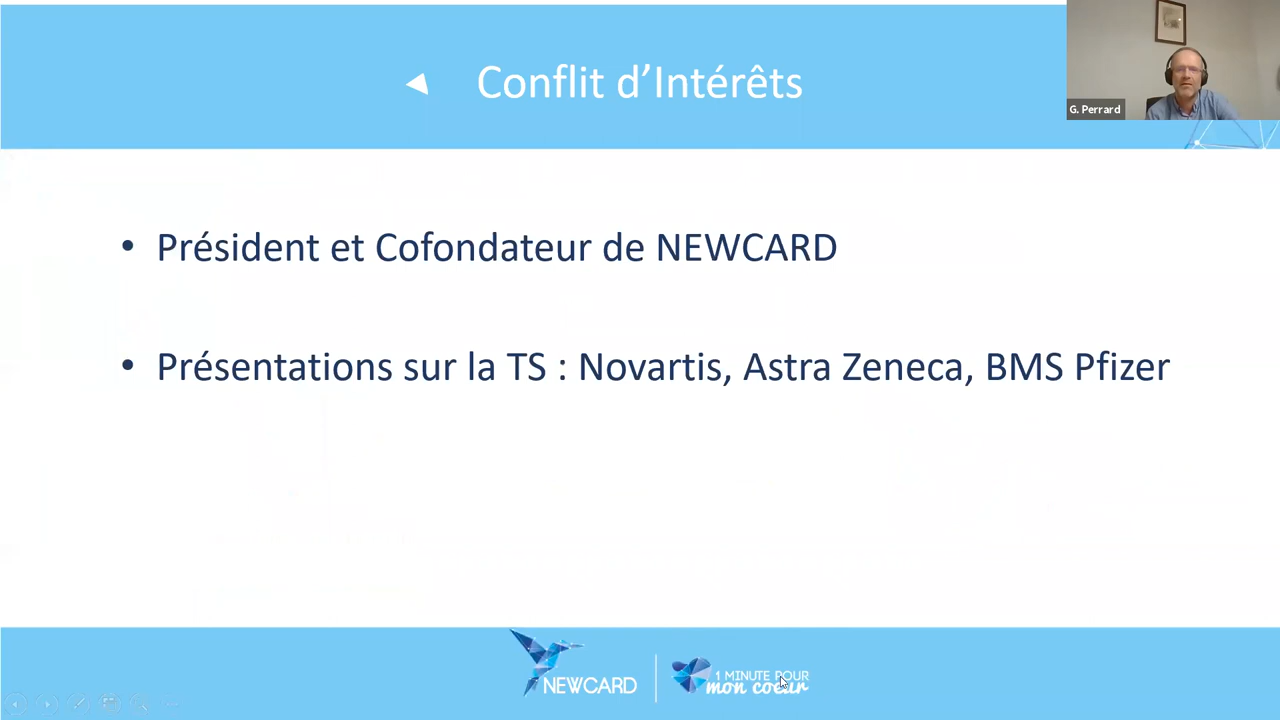 Conflit d’Intérêts
G. Perrard
• Président et Cofondateur de NEWCARD
• Présentations sur la TS : Novartis, Astra Zeneca, BMS Pfizer
NEWCARD
1 MINUTE POUR
mon coeur